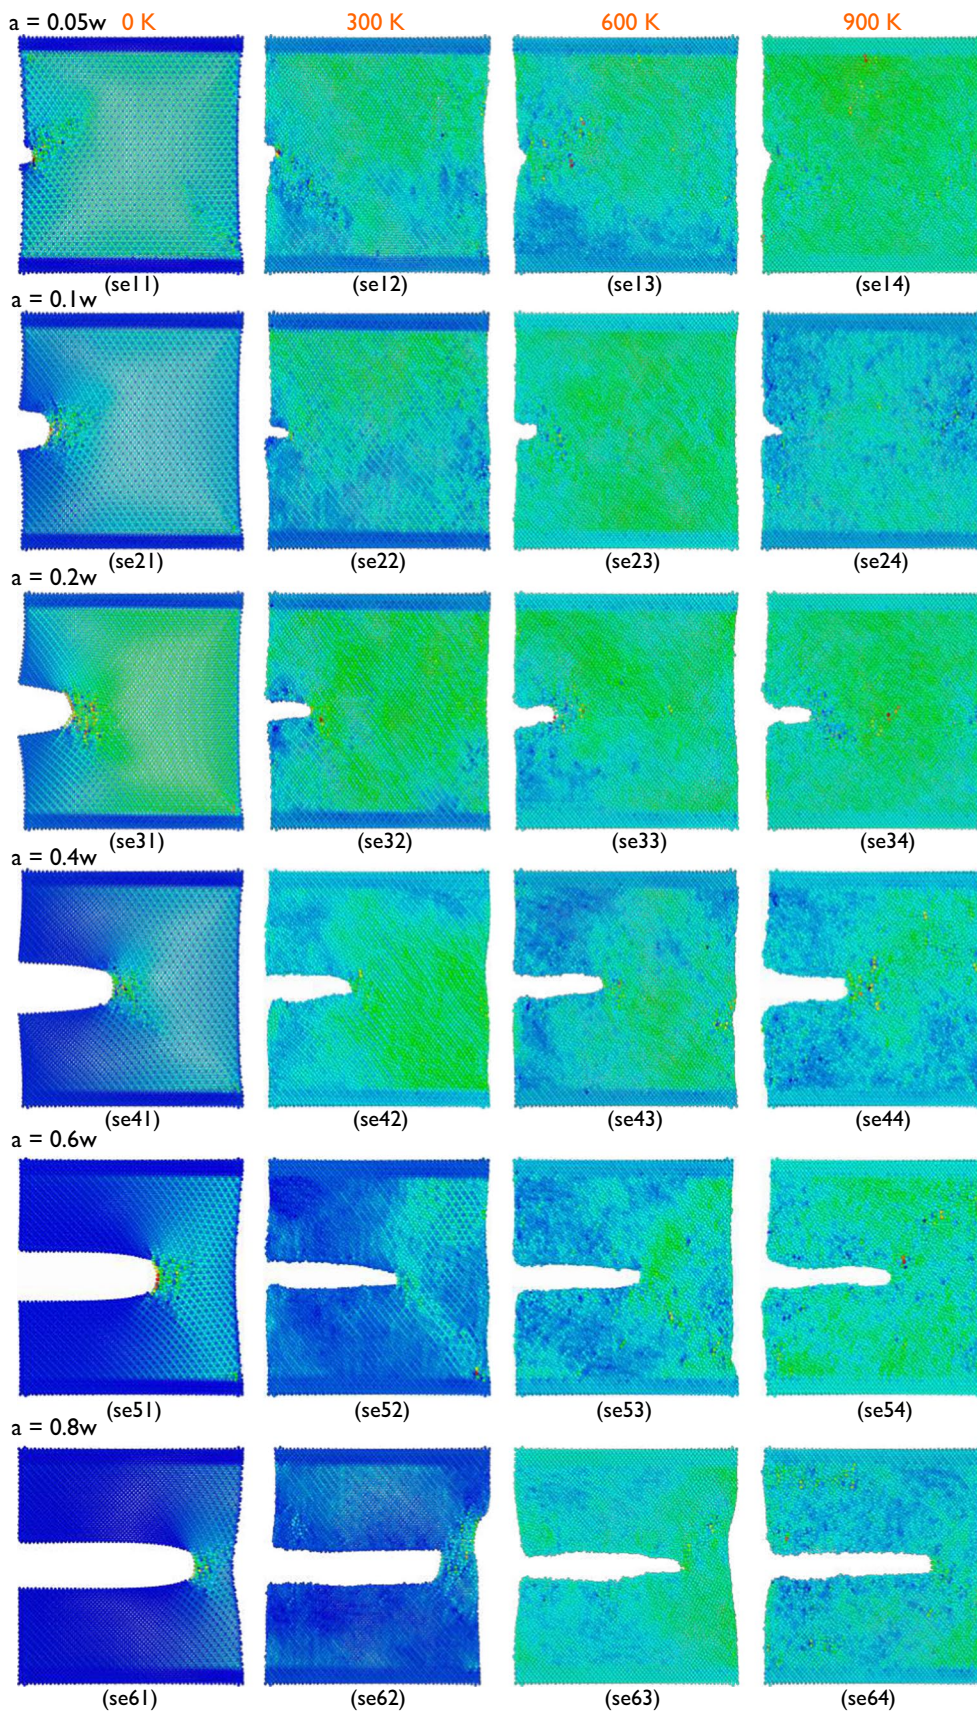 a = 0.05w 0 K 300 K 600 K 900 K
(se11) (se12) (se13) (se14)
a = 0.1w
(se21) (se22) (se23) (se24)
a = 0.2w
(se31) (se32) (se33) (se34)
a = 0.4w
(se41) (se42) (se43) (se44)
a = 0.6w
(se51) (se52) (se53) (se54)
a = 0.8w
(se61) (se62) (se63) (se64)